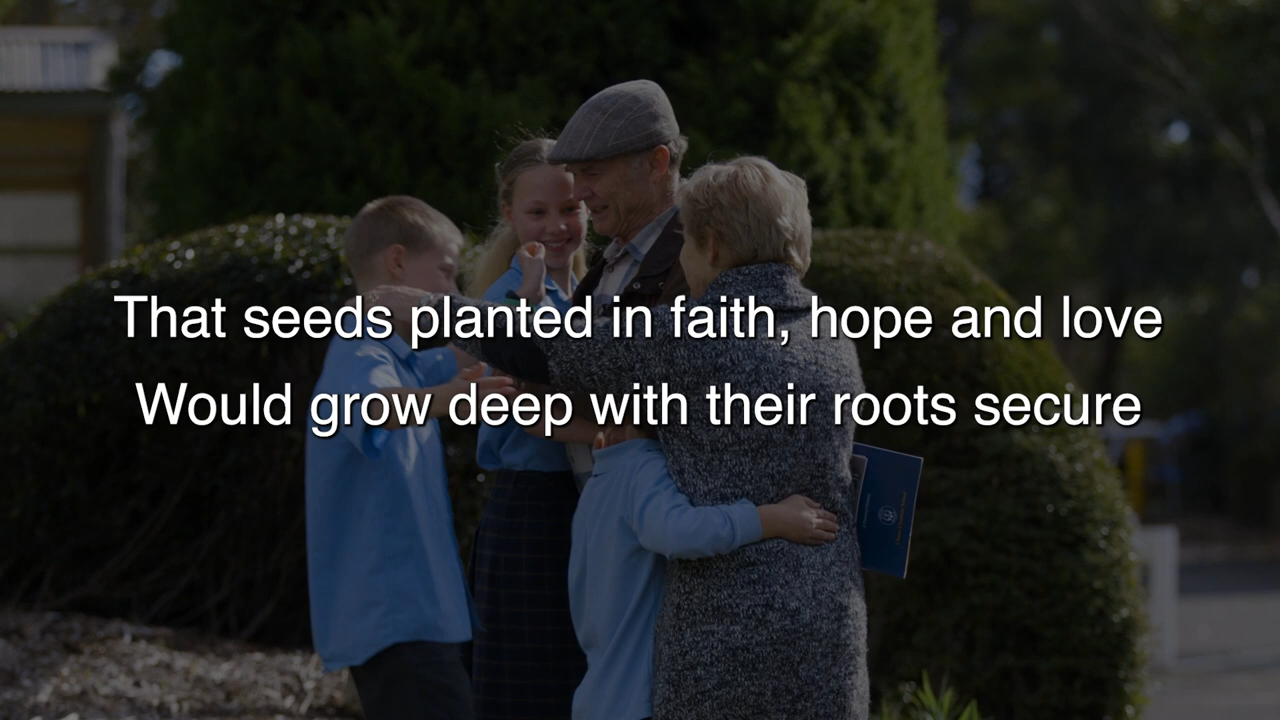 That seeds planted in faith, hope and love
Would grow deep with their roots secure